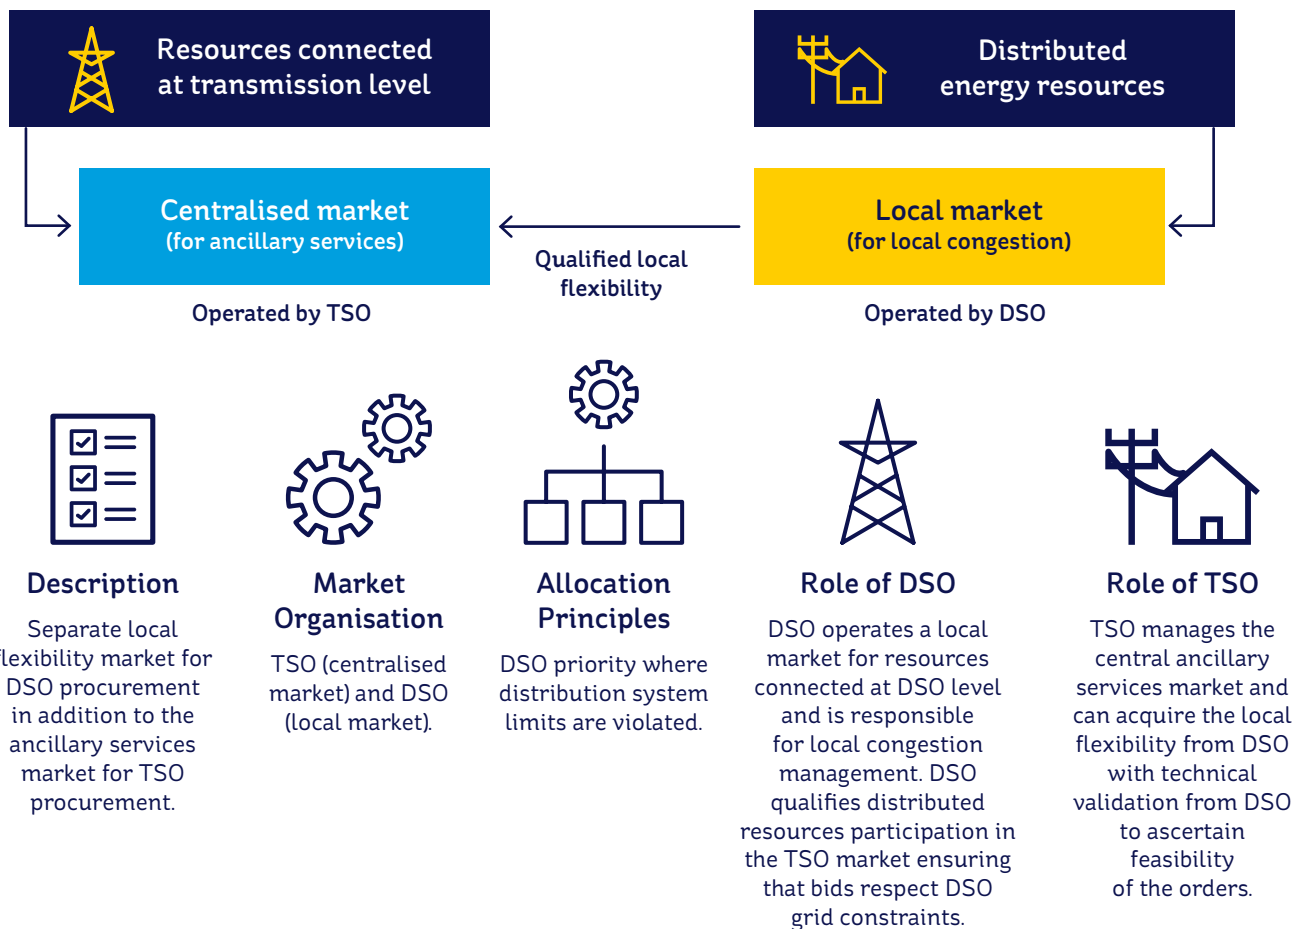 Resources connected
at transmission level
Distributed
energy resources
Centralised market
(for ancillary services)
Qualified local
flexibility
Local market
(for local congestion)
Operated by TSO
Operated by DSO
Description
Separate local
flexibility market for
DSO procurement
in addition to the
ancillary services
market for TSO
procurement.
Market
Organisation
TSO (centralised
market) and DSO
(local market).
Allocation
Principles
DSO priority where
distribution system
limits are violated.
Role of DSO
DSO operates a local
market for resources
connected at DSO level
and is responsible
for local congestion
management. DSO
qualifies distributed
resources participation in
the TSO market ensuring
that bids respect DSO
grid constraints.
Role of TSO
TSO manages the
central ancillary
services market and
can acquire the local
flexibility from DSO
with technical
validation from DSO
to ascertain
feasibility
of the orders.